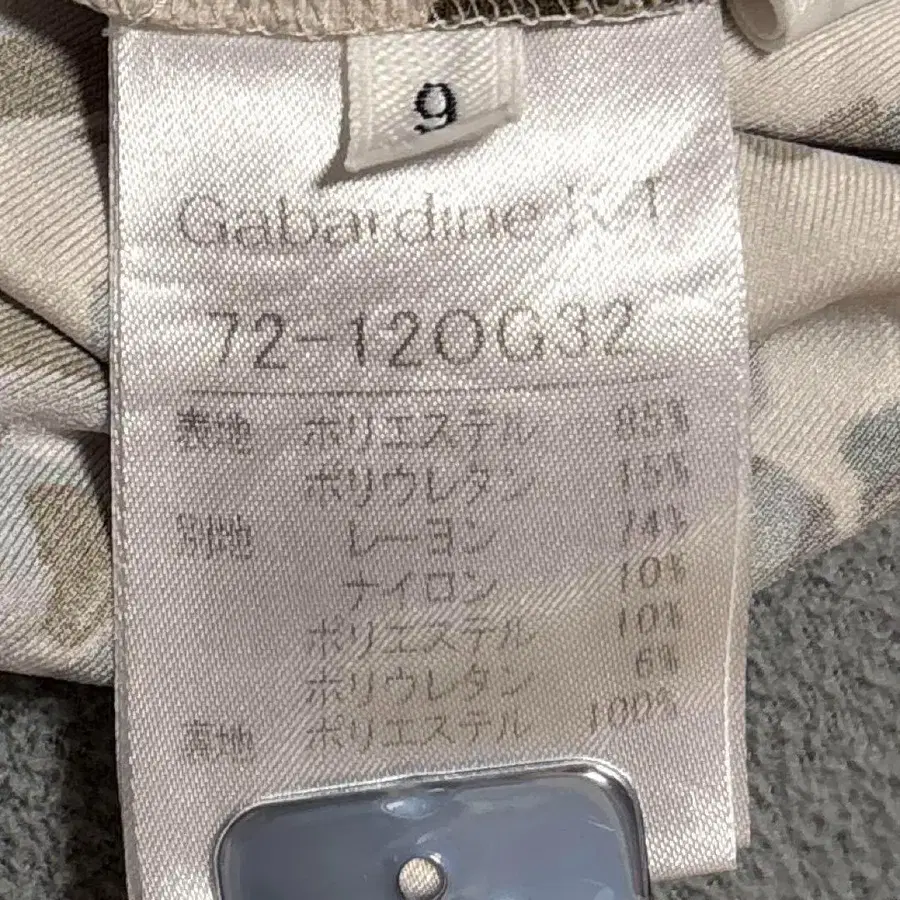 9
Gabardine K.T
72-12OG32
表地 ポリエステル 85%
ポリウレタン 15%
別地 レーヨン 74%
ナイロン 10%
ポリエステル 10%
ポリウレタン 6%
裏地 ポリエステル 100%